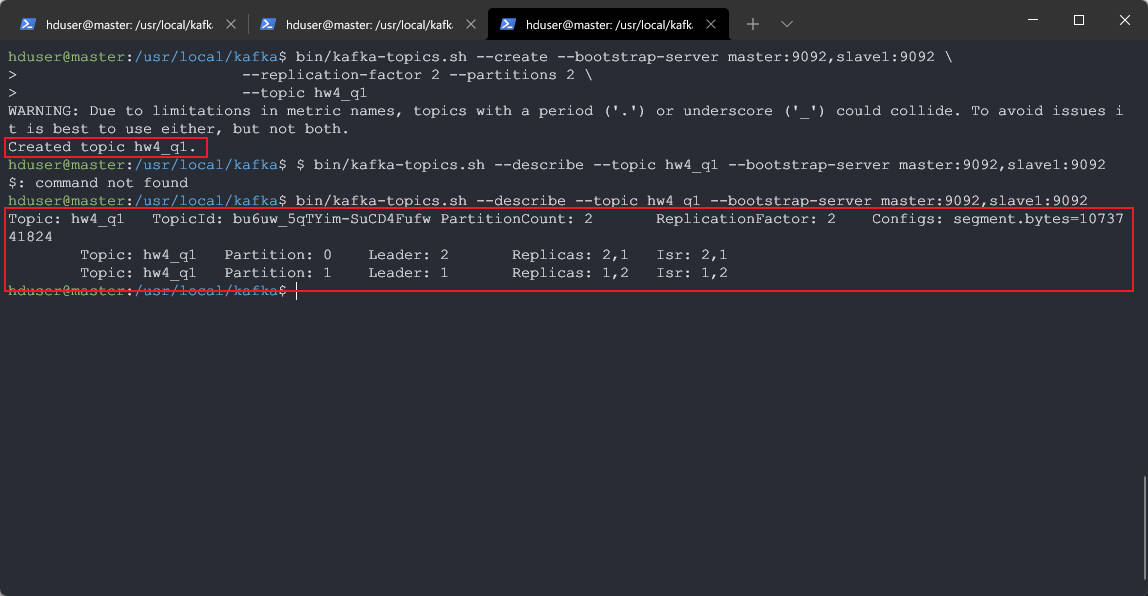 hduser@master: /usr/local/kafk
hduser@master: /usr/local/kafk
hduser@master: /usr/local/kafk
hduser@master:/usr/local/kafka$ bin/kafka-topics.sh --create --bootstrap-server master:9092,slave1:9092 \
> --replication-factor 2 --partitions 2 \
> --topic hw4_q1
WARNING: Due to limitations in metric names, topics with a period ('.') or underscore ('_') could collide. To avoid issues i
t is best to use either, but not both.
Created topic hw4_q1.
hduser@master:/usr/local/kafka$ $ bin/kafka-topics.sh --describe --topic hw4_q1 --bootstrap-server master:9092,slave1:9092
$: command not found
hduser@master:/usr/local/kafka$ bin/kafka-topics.sh --describe --topic hw4_q1 --bootstrap-server master:9092,slave1:9092
Topic: hw4_q1 TopicId: bu6uw_5qTYim-SuCD4Fufw PartitionCount: 2 ReplicationFactor: 2 Configs: segment.bytes=10737
41824
Topic: hw4_q1 Partition: 0 Leader: 2 Replicas: 2,1 Isr: 2,1
Topic: hw4_q1 Partition: 1 Leader: 1 Replicas: 1,2 Isr: 1,2
hduser@master:/usr/local/kafka$